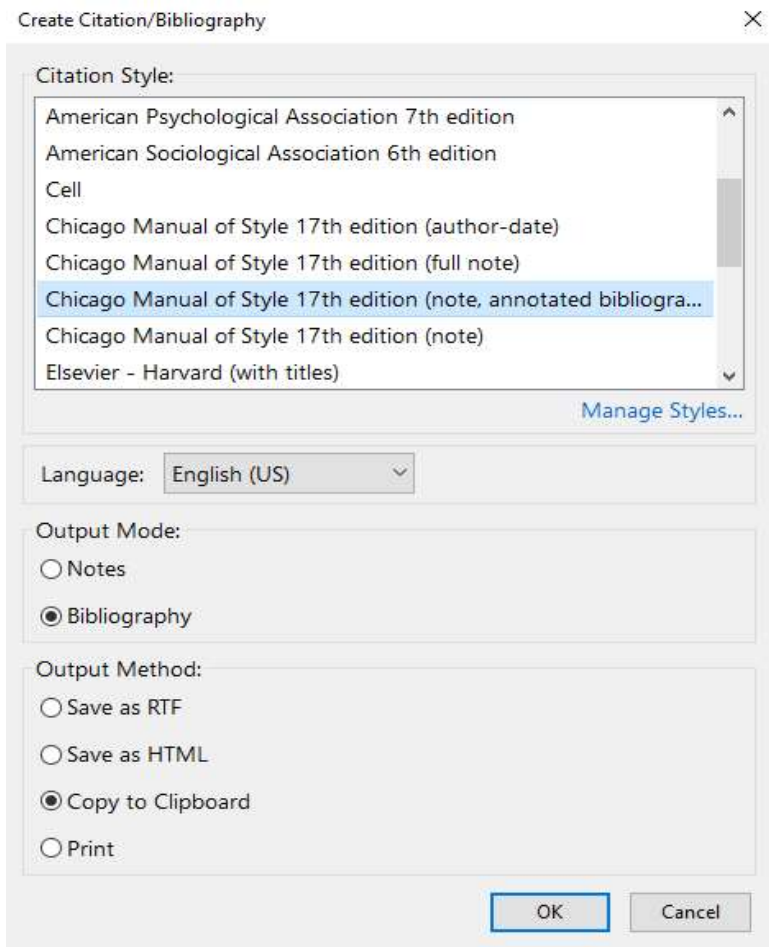 Create Citation/Bibliography
Citation Style:
American Psychological Association 7th edition
American Sociological Association 6th edition
Cell
Chicago Manual of Style 17th edition (author-date)
Chicago Manual of Style 17th edition (full note)
Chicago Manual of Style 17th edition (note, annotated bibliogra...
Chicago Manual of Style 17th edition (note)
Elsevier - Harvard (with titles)
Manage Styles...
Language: English (US)
Output Mode:
Notes
Bibliography
Output Method:
Save as RTF
Save as HTML
Copy to Clipboard
Print
OK Cancel